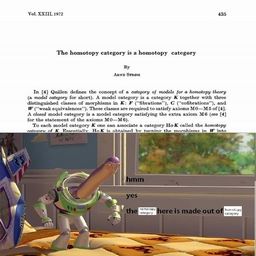 Vol. XXIII, 1972
435
The homotopy category is a homotopy category
By
Arne Strøm
In [4] Quillen defines the concept of a category of models for a homotopy theory
(a model category for short). A model category is a category K together with three
distinguished classes of morphisms in K: F ("fibrations"), C ("cofibrations"), and
W ("weak equivalences"). These classes are required to satisfy axioms M0—M5 of [4].
A closed model category is a model category satisfying the extra axiom M6 (see [4]
for the statement of the axioms M0—M6).
To each model category K one can associate a category Ho K called the homotopy
category of K. Essentially, Ho K is obtained by turning the morphisms in W into
hmm
yes
the homotopy category here is made out of homotopy category